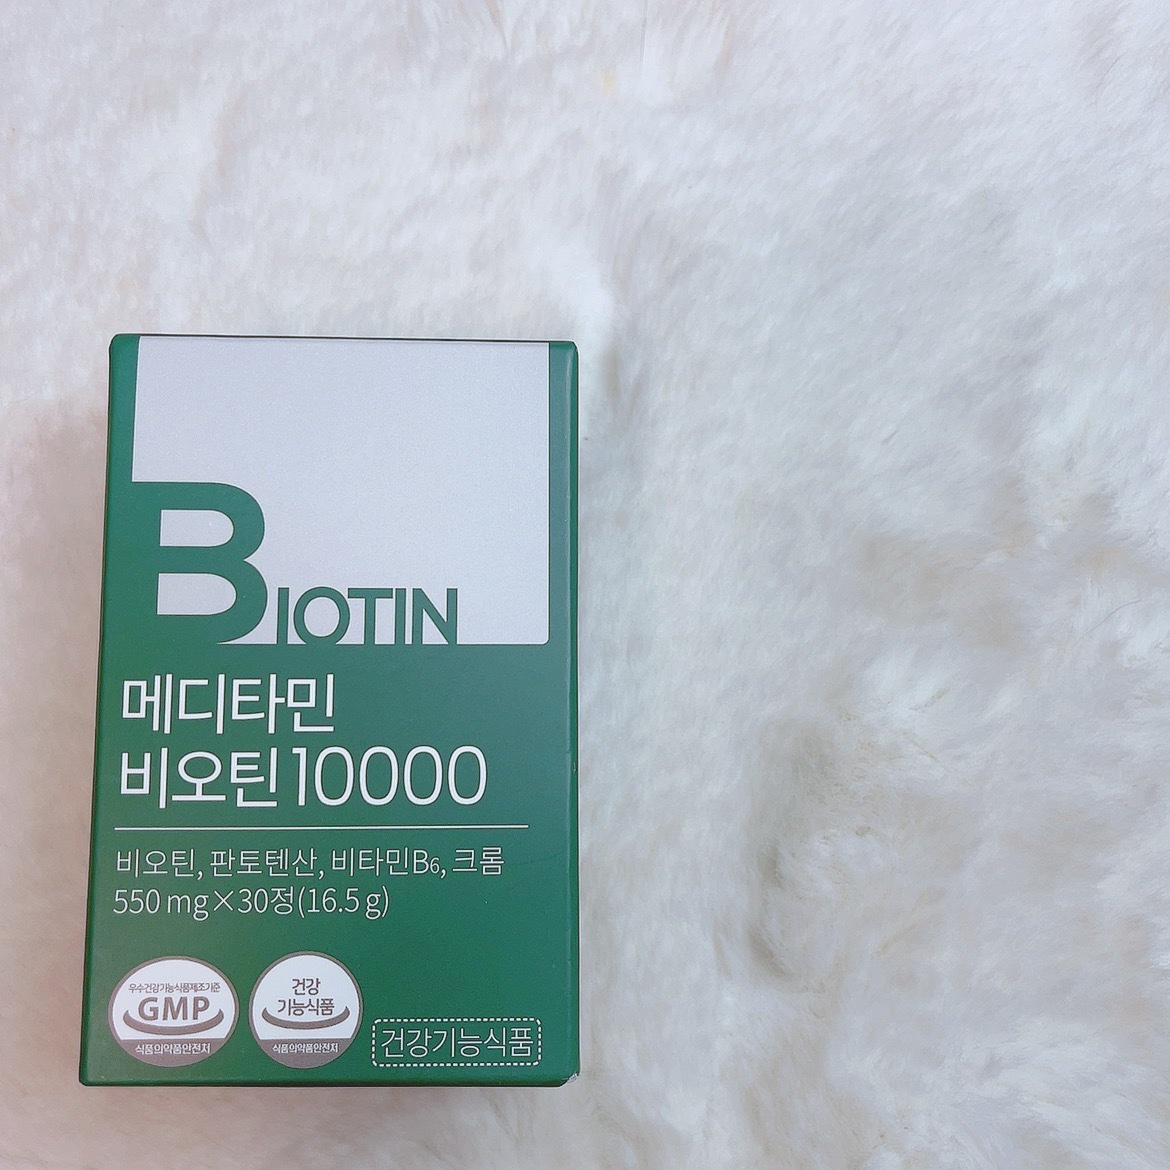 BIOTIN
메디타민
비오틴 10000
비오틴, 판토텐산, 비타민B₆, 크롬
550 mg×30정(16.5 g)
우수건강기능식품제조기준
GMP
식품의약품안전처
건강
기능식품
식품의약품안전처
건강기능식품